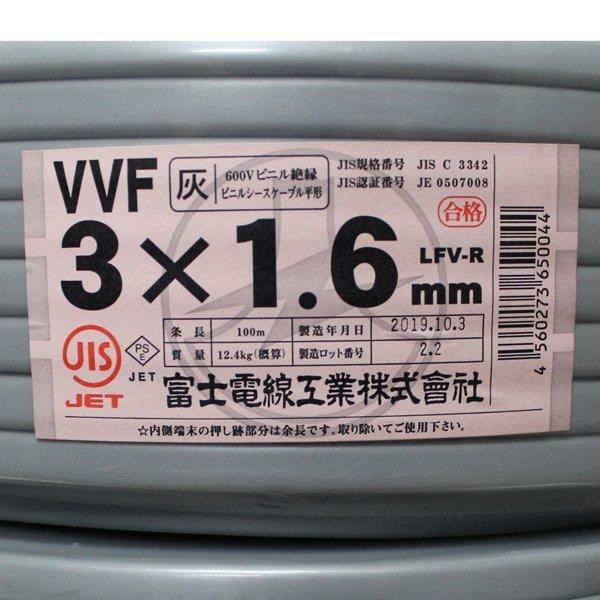 VVF 灰 600Vビニル絶縁 ビニルシースケーブル平形
JIS規格番号 JIS C 3342
JIS認証番号 JE 0507008
合格
3×1.6 mm
LFV-R
条長 100m 製造年月日 2019.10.3
質量 12.4kg(概算) 製造ロット番号 2.2
JIS
JET
PS
E
JET
富士電線工業株式會社
☆内側端末の押し跡部分は余長です。取り除いてご使用下さい。
4 560273 650044